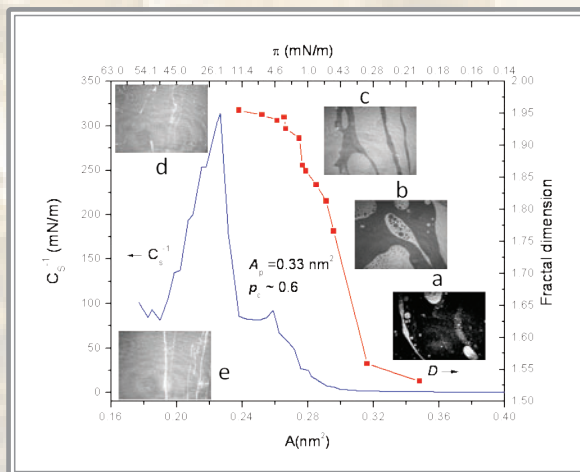 π (mN/m)
63.0 54.1 45.0 26.1 11.4 4.6 1.0 0.43 0.28 0.21 0.18 0.16 0.14
350
300
250
200
150
100
50
0
C_s^-1 (mN/m)
d
c
b
a
e
← C_s^-1
A_p =0.33 nm²
p_c ~ 0.6
D →
2.00
1.95
1.90
1.85
1.80
1.75
1.70
1.65
1.60
1.55
1.50
Fractal dimension
0.16 0.20 0.24 0.28 0.32 0.36 0.40
A(nm²)